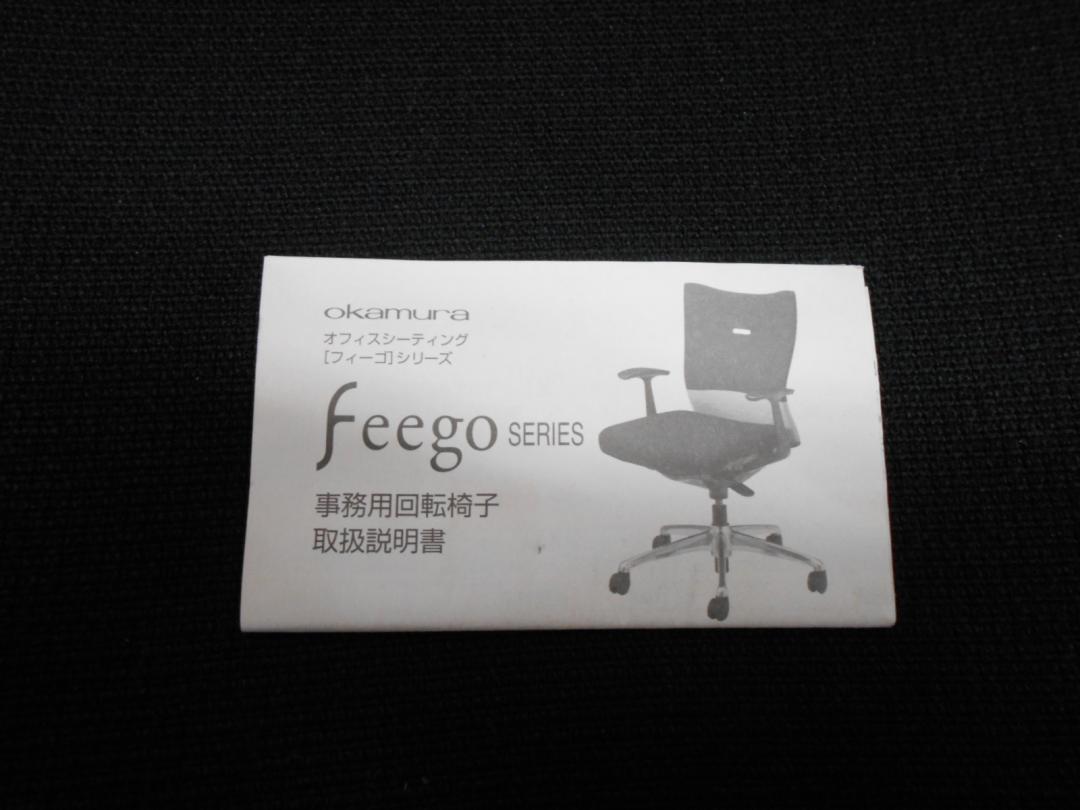 okamura
オフィスシーティング
[フィーゴ]シリーズ
feego SERIES
事務用回転椅子
取扱説明書